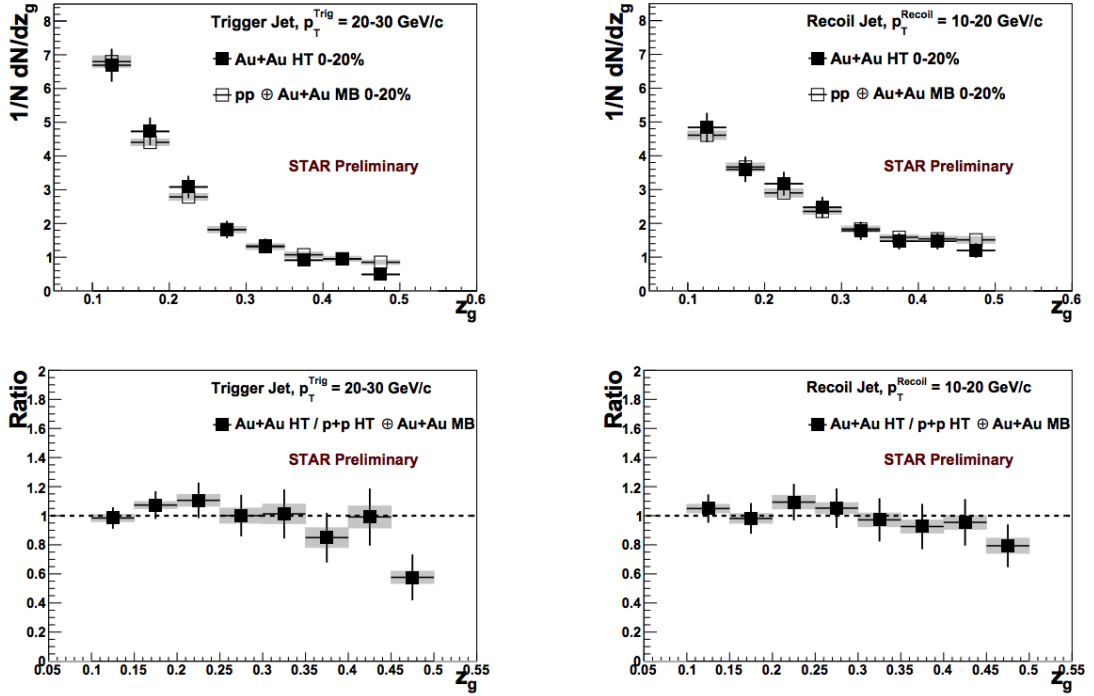 Trigger Jet, p_T^Trig = 20-30 GeV/c
Au+Au HT 0-20%
pp ⊕ Au+Au MB 0-20%
STAR Preliminary
1/N dN/dz_g
8
7
6
5
4
3
2
1
0
0.1 0.2 0.3 0.4 0.5 0.6
z_g
Recoil Jet, p_T^Recoil = 10-20 GeV/c
Au+Au HT 0-20%
pp ⊕ Au+Au MB 0-20%
STAR Preliminary
1/N dN/dz_g
8
7
6
5
4
3
2
1
0
0.1 0.2 0.3 0.4 0.5 0.6
z_g
Trigger Jet, p_T^Trig = 20-30 GeV/c
Au+Au HT / p+p HT ⊕ Au+Au MB
STAR Preliminary
Ratio
2
1.8
1.6
1.4
1.2
1
0.8
0.6
0.4
0.2
0
0.05 0.1 0.15 0.2 0.25 0.3 0.35 0.4 0.45 0.5 0.55
z_g
Recoil Jet, p_T^Recoil = 10-20 GeV/c
Au+Au HT / p+p HT ⊕ Au+Au MB
STAR Preliminary
Ratio
2
1.8
1.6
1.4
1.2
1
0.8
0.6
0.4
0.2
0
0.05 0.1 0.15 0.2 0.25 0.3 0.35 0.4 0.45 0.5 0.55
z_g